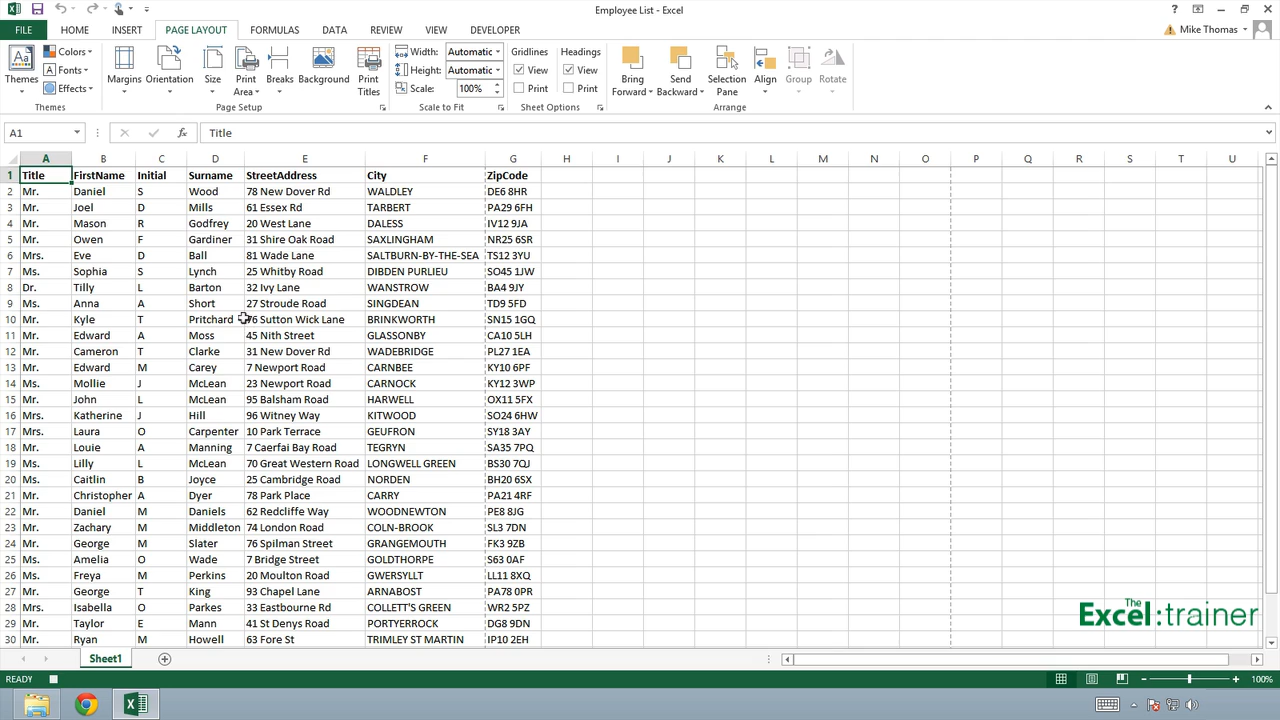 Employee List - Excel
Mike Thomas
FILE HOME INSERT PAGE LAYOUT FORMULAS DATA REVIEW VIEW DOCUMENT INSPECTOR
Themes Colors Fonts Effects Margins Orientation Size Print Area Breaks Background Print Titles Width: Automatic Height: Automatic Scale: 100% Gridlines View Print Headings View Print Bring Forward Send Backward Selection Pane Align Group Rotate
Themes Page Setup Scale to Fit Sheet Options Arrange
A1 fx Title
A B C D E F G H I J K L M N O P Q R S T U
1 Title FirstName Initial Surname StreetAddress City ZipCode
2 Mr. Daniel S Wood 78 New Dover Rd WALDLEY DE6 8HR
3 Mr. Joel D Mills 61 Essex Rd TARBERT PA29 6FH
4 Mr. Mason R Godfrey 20 West Lane DALESS IV12 9JA
5 Mr. Owen F Gardiner 31 Shire Oak Road SAXLINGHAM NR25 6SR
6 Mrs. Eve D Ball 81 Wade Lane SALTBURN-BY-THE-SEA TS12 3YU
7 Ms. Sophia S Lynch 25 Whitby Road DIBDEN PURLIEU SO45 1JW
8 Dr. Tilly L Barton 32 Ivy Lane WANSTROW BA4 9JY
9 Ms. Anna A Short 27 Stroude Road SINGDEAN TD9 5FD
10 Mr. Kyle T Pritchard 76 Sutton Wick Lane BRINKWORTH SN15 1GQ
11 Mr. Edward A Moss 45 Nith Street GLASSONBY CA10 5LH
12 Mr. Cameron T Clarke 31 New Dover Rd WADEBRIDGE PL27 1EA
13 Mr. Edward M Carey 7 Newport Road CARNBEE KY10 6PF
14 Ms. Mollie J McLean 23 Newport Road CARNOCK KY12 3WP
15 Mr. John L McLean 95 Balsham Road HARWELL OX11 5FX
16 Mrs. Katherine J Hill 96 Witney Way KITWOOD SO24 6HW
17 Mrs. Laura O Carpenter 10 Park Terrace GEUFRON SY18 3AY
18 Mr. Louie A Manning 7 Caerfai Bay Road TEGRYN SA35 7PQ
19 Ms. Lilly L McLean 70 Great Western Road LONGWELL GREEN BS30 7QJ
20 Ms. Caitlin B Joyce 25 Cambridge Road NORDEN BH20 6SX
21 Mr. Christopher A Dyer 78 Park Place CARRY PA21 4RF
22 Mr. Daniel M Daniels 62 Redcliffe Way WOODNEWTON PE8 8JG
23 Mr. Zachary M Middleton 74 London Road COLN-BROOK SL3 7DN
24 Mr. George M Slater 76 Spilman Street GRANGEMOUTH FK3 9ZB
25 Ms. Amelia O Wade 7 Bridge Street GOLDTHORPE S63 0AF
26 Ms. Freya M Perkins 20 Moulton Road GWERSYLLT LL11 8XQ
27 Mr. George T King 93 Chapel Lane ARNABOST PA78 0PR
28 Mrs. Isabella O Parkes 33 Eastbourne Rd COLLETT'S GREEN WR2 5PZ
29 Mr. Taylor E Mann 41 St Denys Road PORTYERROCK DG8 9DN
30 Mr. Ryan M Howell 63 Fore St TRIMLEY ST MARTIN IP10 2EH
The
Excel:trainer
Sheet1
READY 100%